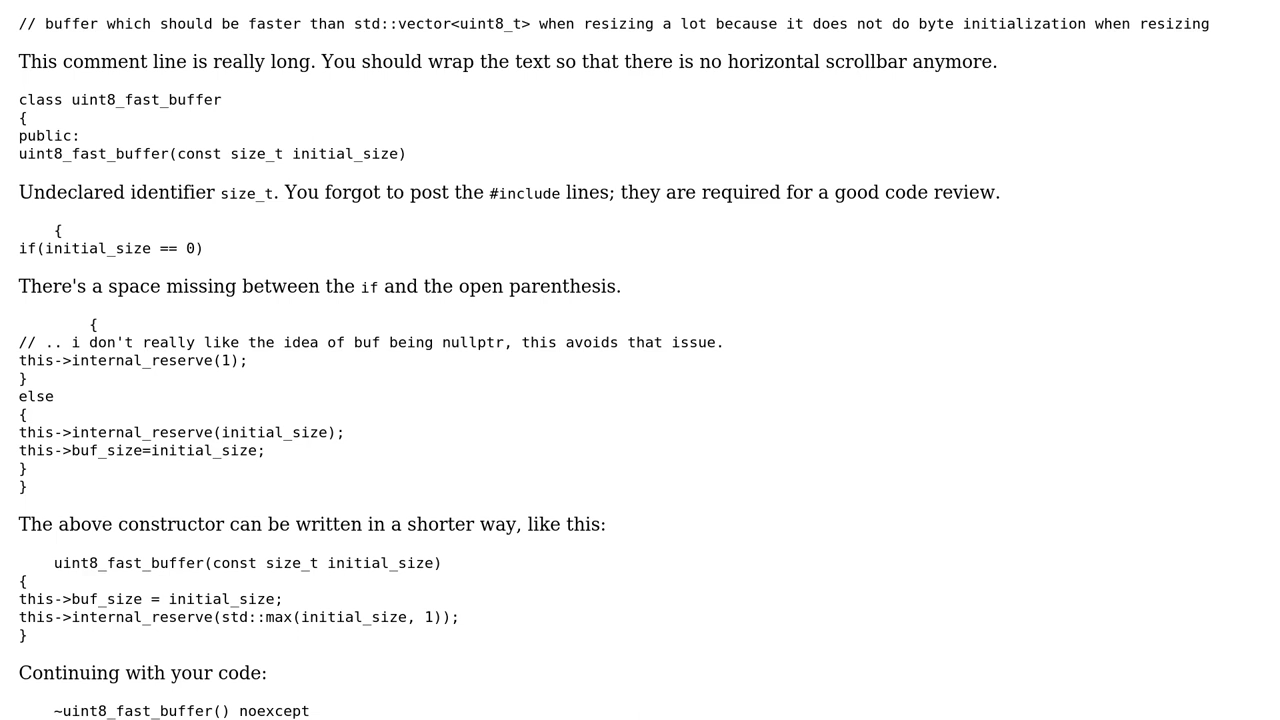 // buffer which should be faster than std::vector<uint8_t> when resizing a lot because it does not do byte initialization when resizing
This comment line is really long. You should wrap the text so that there is no horizontal scrollbar anymore.
class uint8_fast_buffer
{
public:
uint8_fast_buffer(const size_t initial_size)
Undeclared identifier size_t. You forgot to post the #include lines; they are required for a good code review.
{
if(initial_size == 0)
There's a space missing between the if and the open parenthesis.
{
// .. i don't really like the idea of buf being nullptr, this avoids that issue.
this->internal_reserve(1);
}
else
{
this->internal_reserve(initial_size);
this->buf_size=initial_size;
}
}
The above constructor can be written in a shorter way, like this:
uint8_fast_buffer(const size_t initial_size)
{
this->buf_size = initial_size;
this->internal_reserve(std::max(initial_size, 1));
}
Continuing with your code:
~uint8_fast_buffer() noexcept